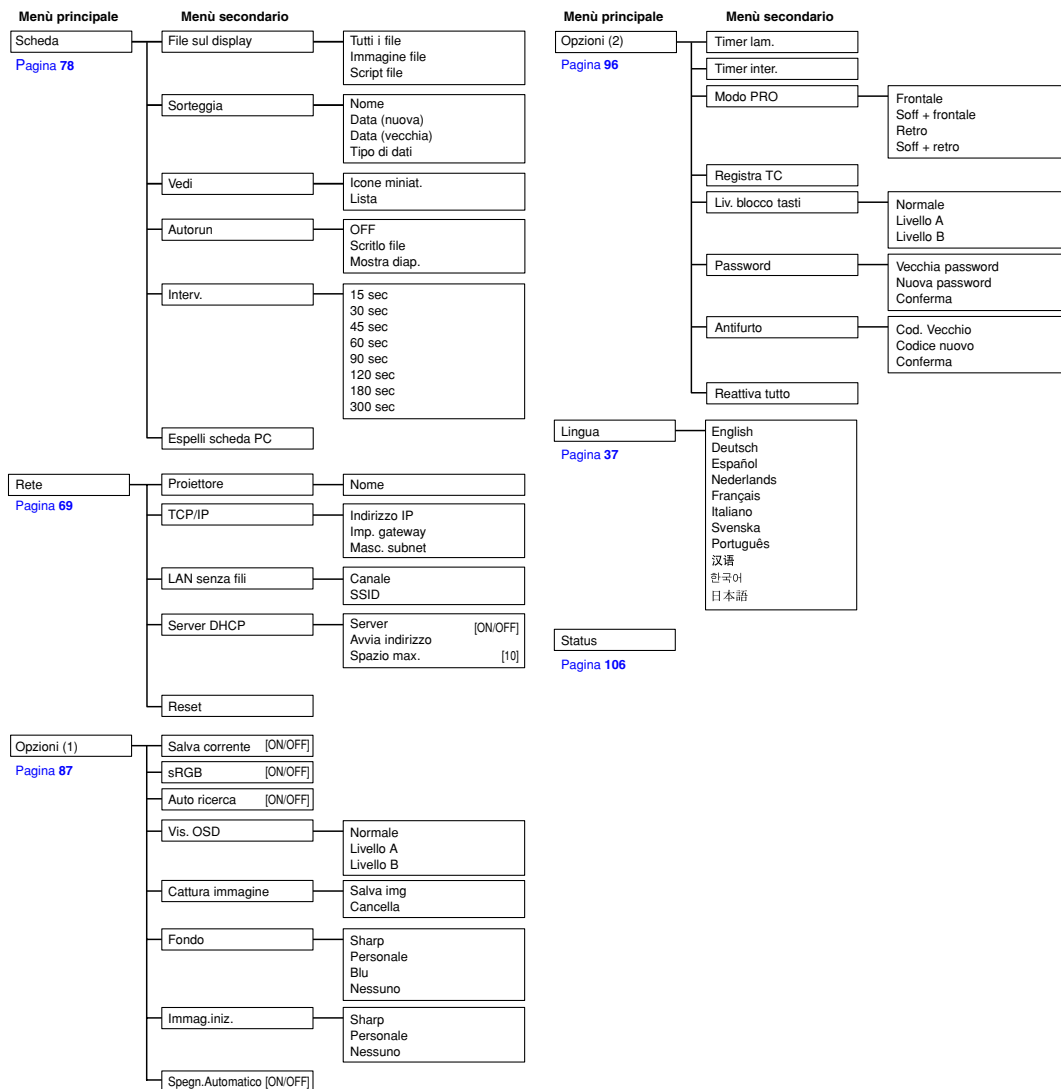 Menù principale
Menù secondario
Scheda
Pagina 78
File sul display
Tutti i file
Immagine file
Script file
Sorteggia
Nome
Data (nuova)
Data (vecchia)
Tipo di dati
Vedi
Icone miniat.
Lista
Autorun
OFF
Scritlo file
Mostra diap.
Interv.
15 sec
30 sec
45 sec
60 sec
90 sec
120 sec
180 sec
300 sec
Espelli scheda PC
Rete
Pagina 69
Proiettore
Nome
TCP/IP
Indirizzo IP
Imp. gateway
Masc. subnet
LAN senza fili
Canale
SSID
Server DHCP
Server [ON/OFF]
Avvia indirizzo
Spazio max. [10]
Reset
Opzioni (1)
Pagina 87
Salva corrente [ON/OFF]
sRGB [ON/OFF]
Auto ricerca [ON/OFF]
Vis. OSD
Normale
Livello A
Livello B
Cattura immagine
Salva img
Cancella
Fondo
Sharp
Personale
Blu
Nessuno
Immag.iniz.
Sharp
Personale
Nessuno
Spegn.Automatico [ON/OFF]
Menù principale
Menù secondario
Opzioni (2)
Pagina 96
Timer lam.
Timer inter.
Modo PRO
Frontale
Soff + frontale
Retro
Soff + retro
Registra TC
Liv. blocco tasti
Normale
Livello A
Livello B
Password
Vecchia password
Nuova password
Conferma
Antifurto
Cod. Vecchio
Codice nuovo
Conferma
Reattiva tutto
Lingua
Pagina 37
English
Deutsch
Español
Nederlands
Français
Italiano
Svenska
Português
汉语
한국어
日本語
Status
Pagina 106